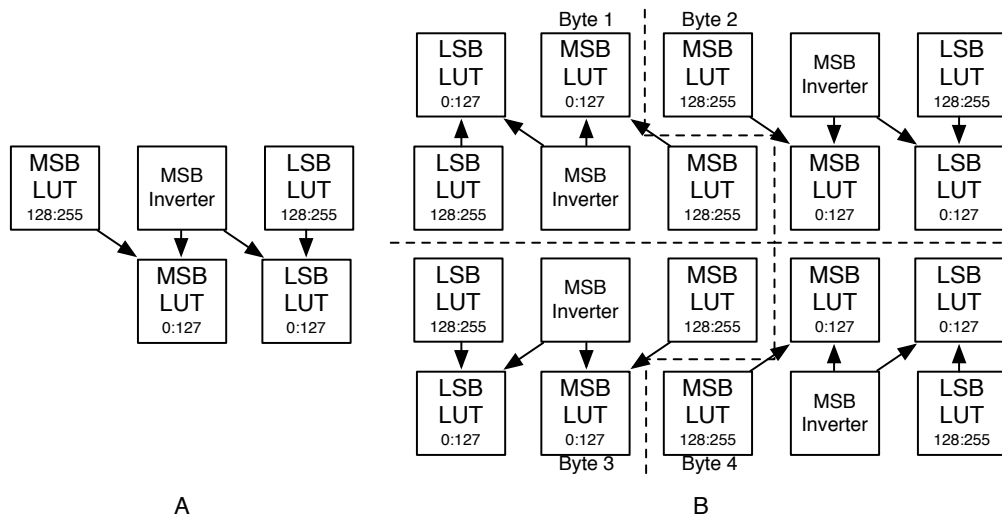 MSB
LUT
128:255
MSB
Inverter
LSB
LUT
128:255
MSB
LUT
0:127
LSB
LUT
0:127
A
Byte 1
Byte 2
LSB
LUT
0:127
MSB
LUT
0:127
MSB
LUT
128:255
MSB
Inverter
LSB
LUT
128:255
LSB
LUT
128:255
MSB
Inverter
MSB
LUT
128:255
MSB
LUT
0:127
LSB
LUT
0:127
LSB
LUT
128:255
MSB
Inverter
MSB
LUT
128:255
MSB
LUT
0:127
LSB
LUT
0:127
LSB
LUT
0:127
MSB
LUT
0:127
MSB
LUT
128:255
MSB
Inverter
LSB
LUT
128:255
Byte 3
Byte 4
B